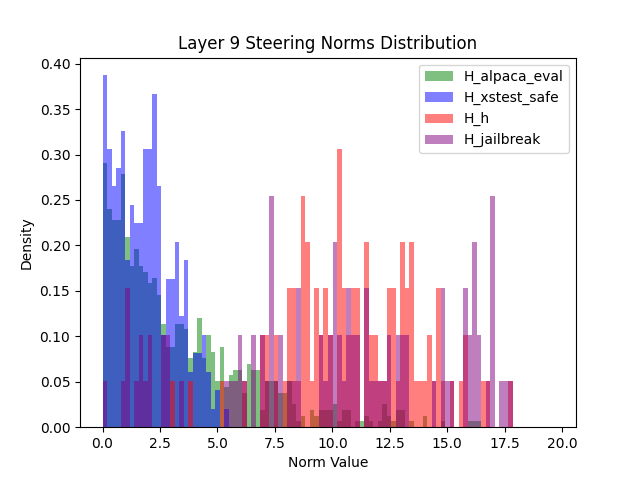 Layer 9 Steering Norms Distribution
H_alpaca_eval
H_xstest_safe
H_h
H_jailbreak
Density
0.40
0.35
0.30
0.25
0.20
0.15
0.10
0.05
0.00
0.0 2.5 5.0 7.5 10.0 12.5 15.0 17.5 20.0
Norm Value